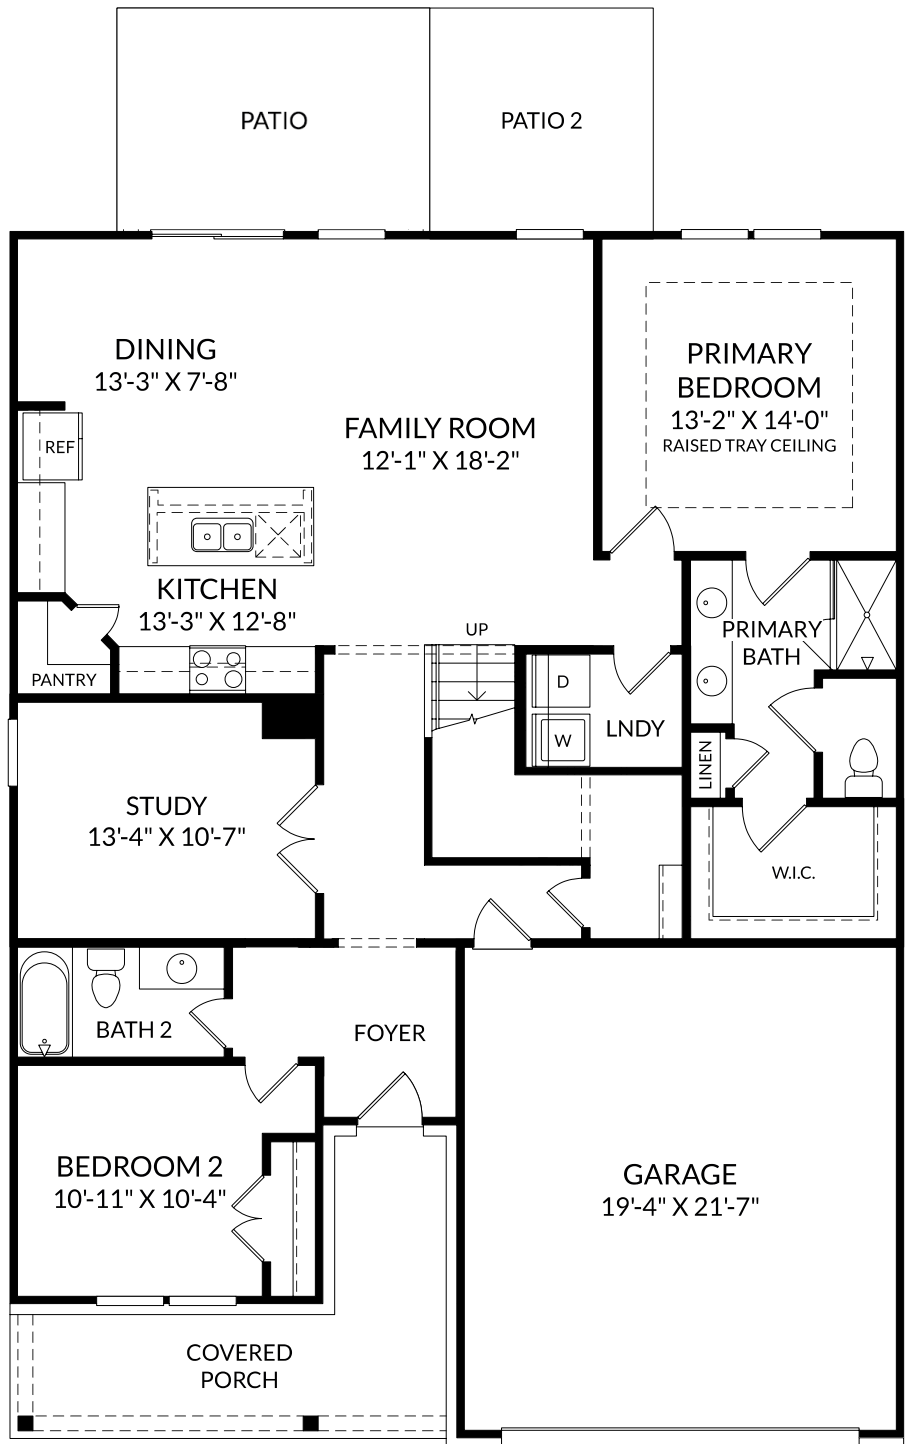 PATIO
PATIO 2
DINING
13'-3" X 7'-8"
PRIMARY
BEDROOM
13'-2" X 14'-0"
RAISED TRAY CEILING
FAMILY ROOM
12'-1" X 18'-2"
REF
KITCHEN
13'-3" X 12'-8"
UP
PRIMARY
BATH
PANTRY
D
W
LNDY
LINEN
STUDY
13'-4" X 10'-7"
W.I.C.
BATH 2
FOYER
BEDROOM 2
10'-11" X 10'-4"
GARAGE
19'-4" X 21'-7"
COVERED
PORCH